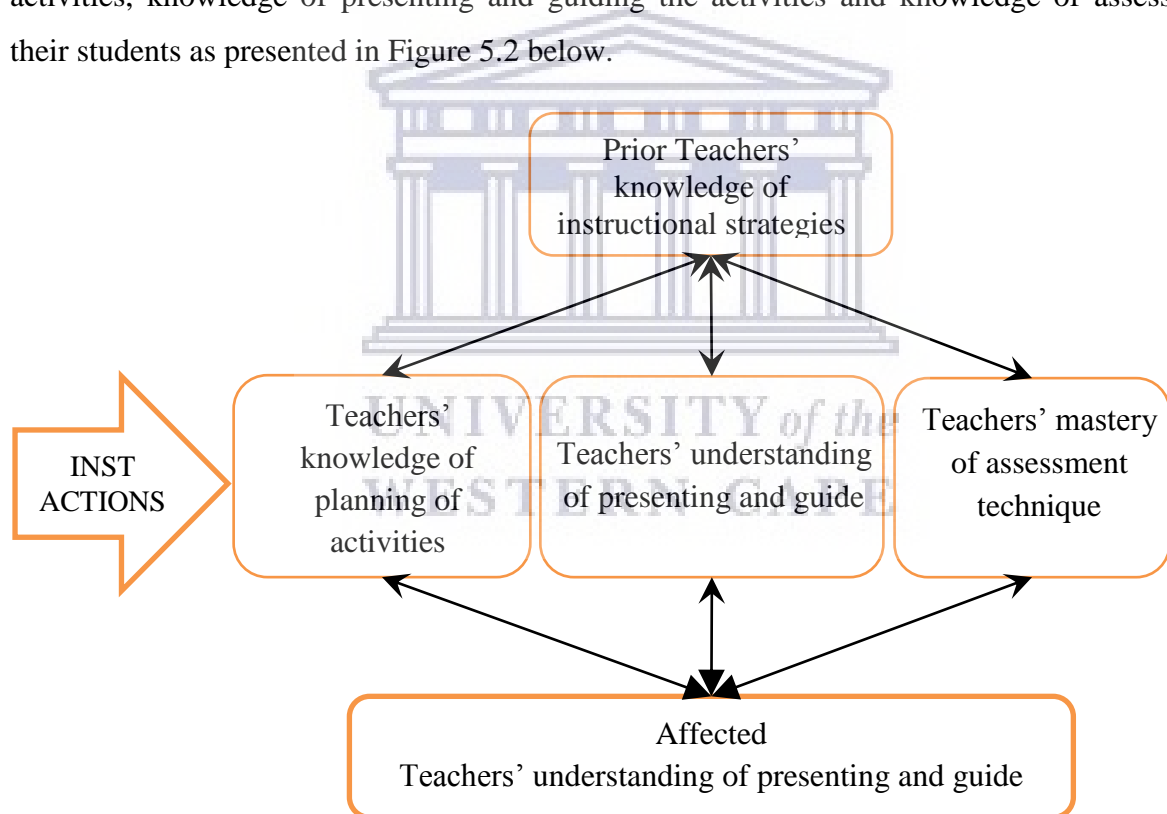 activities, knowledge of presenting and guiding the activities and knowledge of assess
their students as presented in Figure 5.2 below.
Prior Teachers’
knowledge of
instructional strategies
INST
ACTIONS
Teachers’
knowledge of
planning of
activities
Teachers’ understanding
of presenting and guide
Teachers’ mastery
of assessment
technique
UNIVERSITY of the
WESTERN CAPE
Affected
Teachers’ understanding of presenting and guide